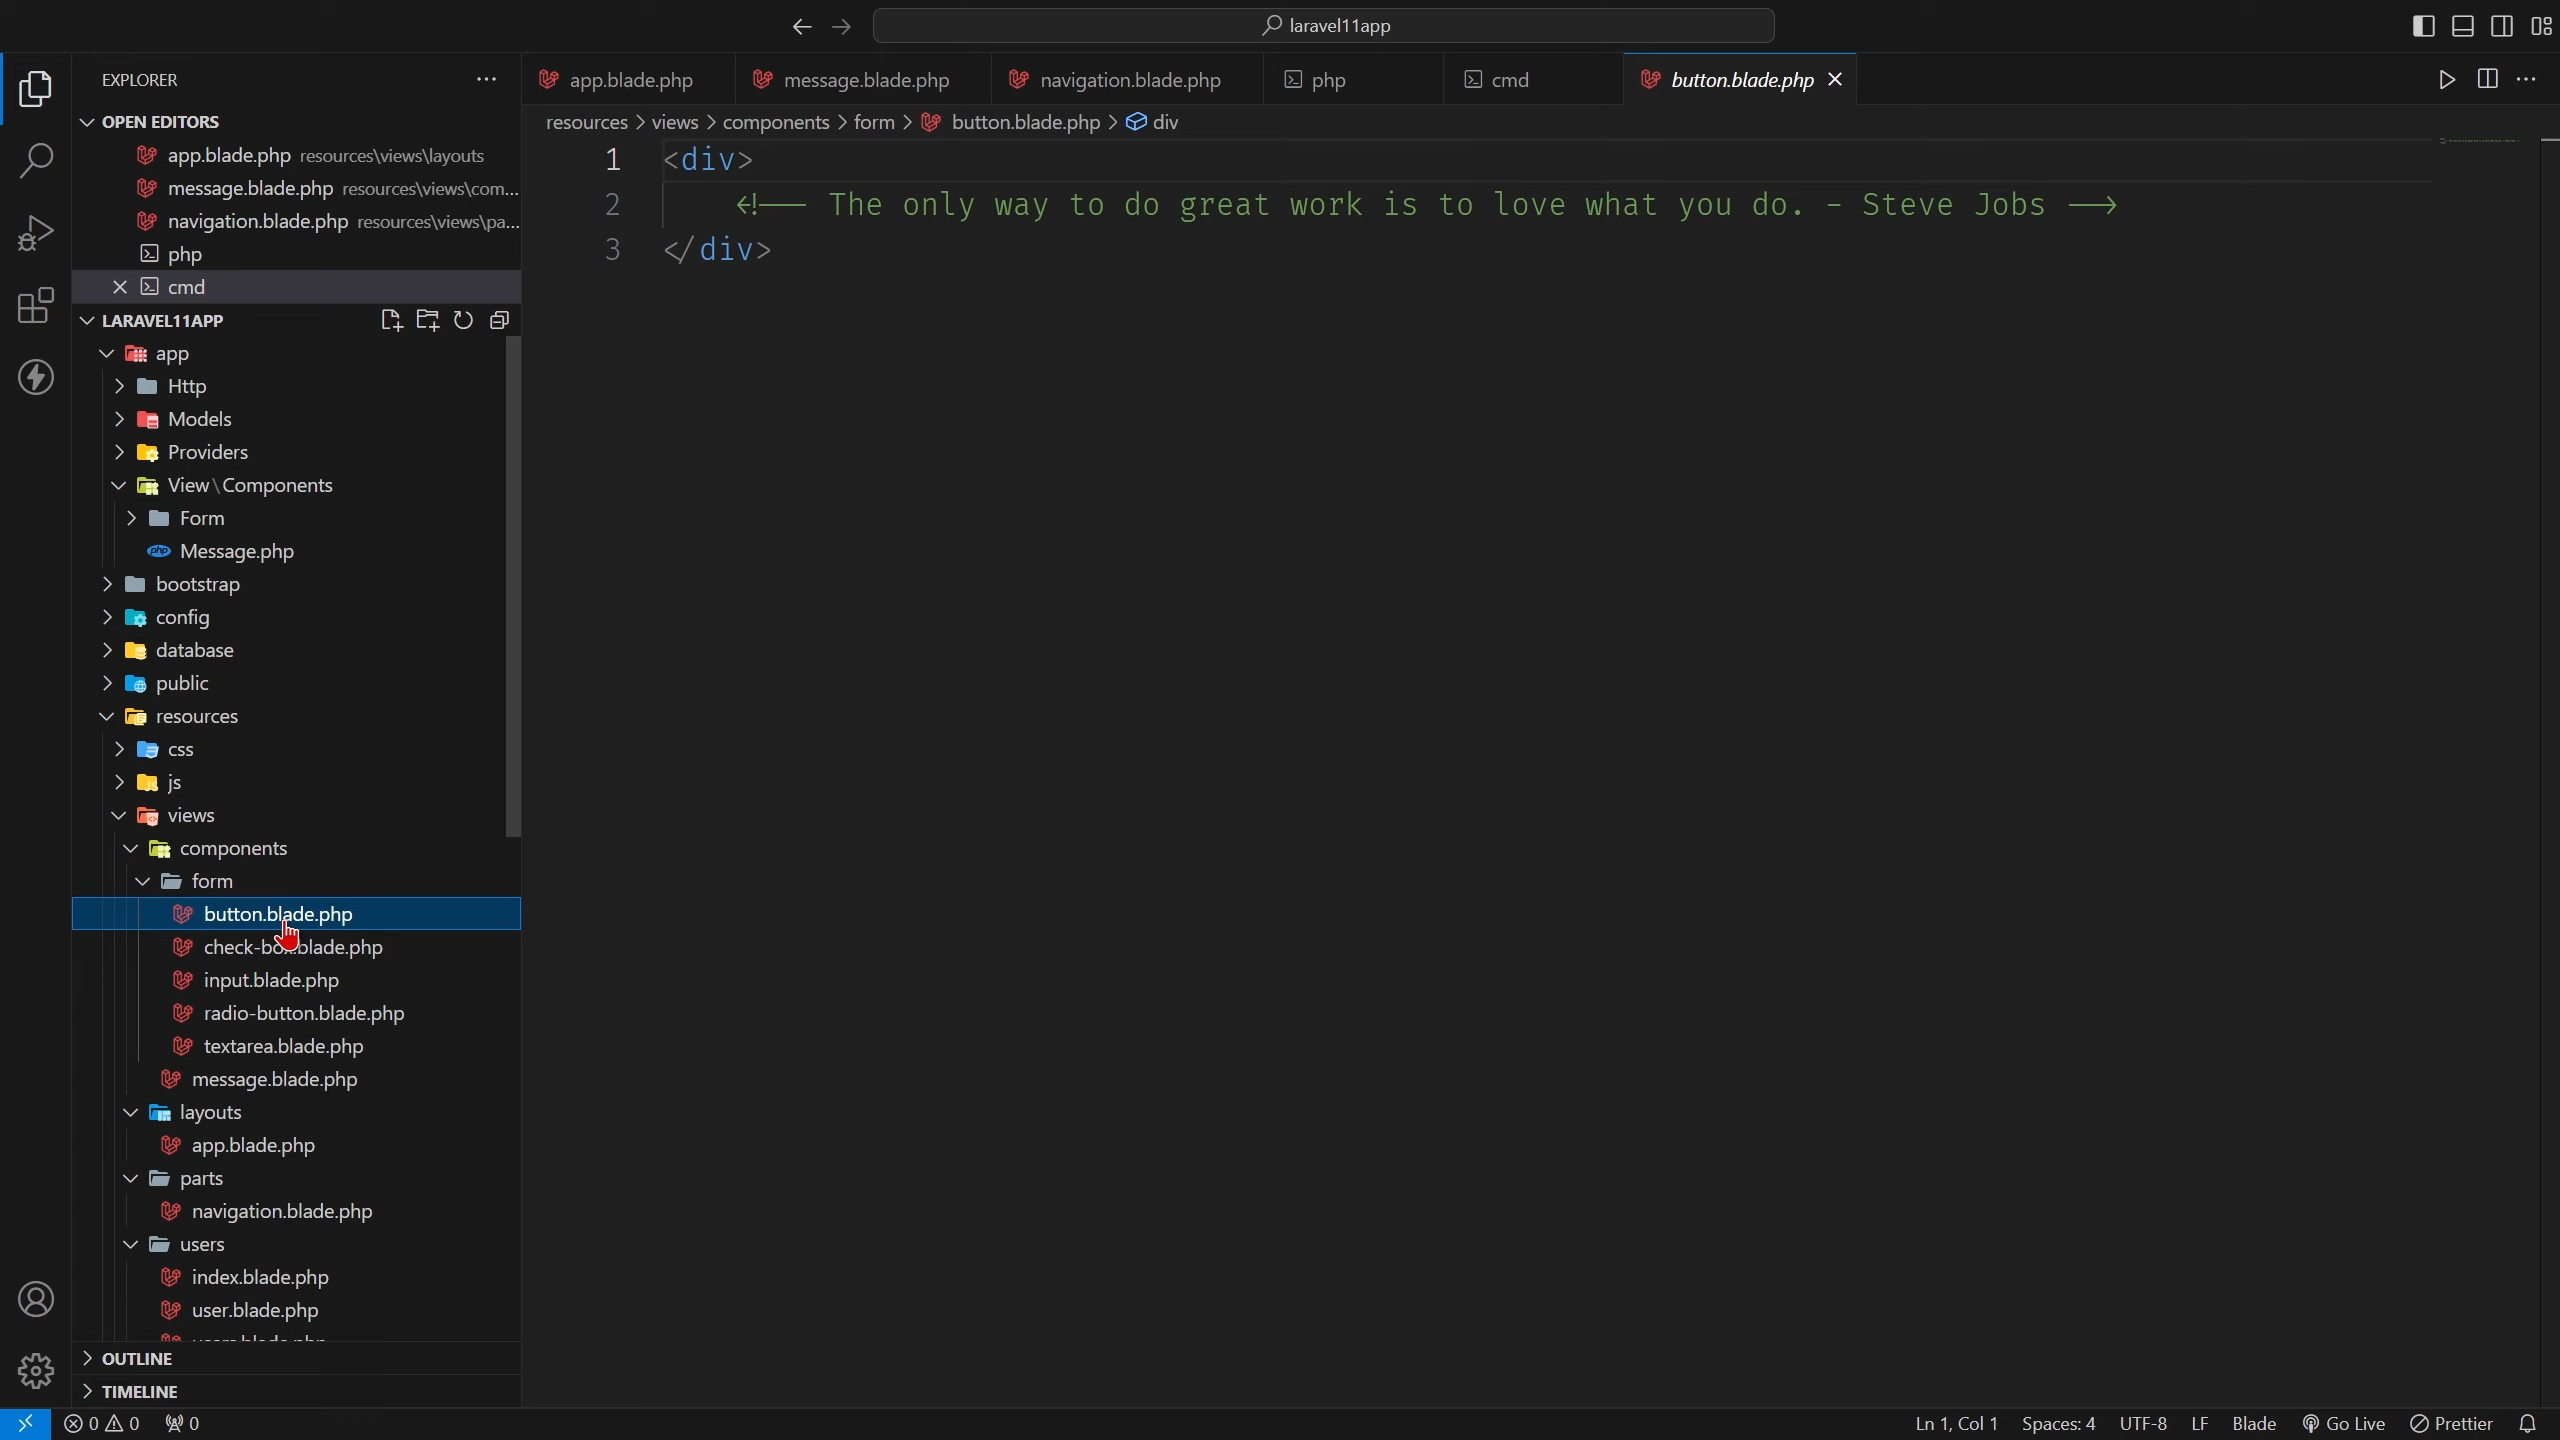 laravel11app
EXPLORER
OPEN EDITORS
app.blade.php resources\views\layouts
message.blade.php resources\views\com...
navigation.blade.php resources\views\pa...
php
cmd
LARAVEL11APP
app
Http
Models
Providers
View\Components
Form
Message.php
bootstrap
config
database
public
resources
css
js
views
components
form
button.blade.php
check-box.blade.php
input.blade.php
radio-button.blade.php
textarea.blade.php
message.blade.php
layouts
app.blade.php
parts
navigation.blade.php
users
index.blade.php
user.blade.php
OUTLINE
TIMELINE
app.blade.php message.blade.php navigation.blade.php php cmd button.blade.php
resources > views > components > form > button.blade.php > div
1 <div>
2 <!-- The only way to do great work is to love what you do. - Steve Jobs -->
3 </div>
0 0 0 Ln 1, Col 1 Spaces: 4 UTF-8 LF Blade Go Live Prettier